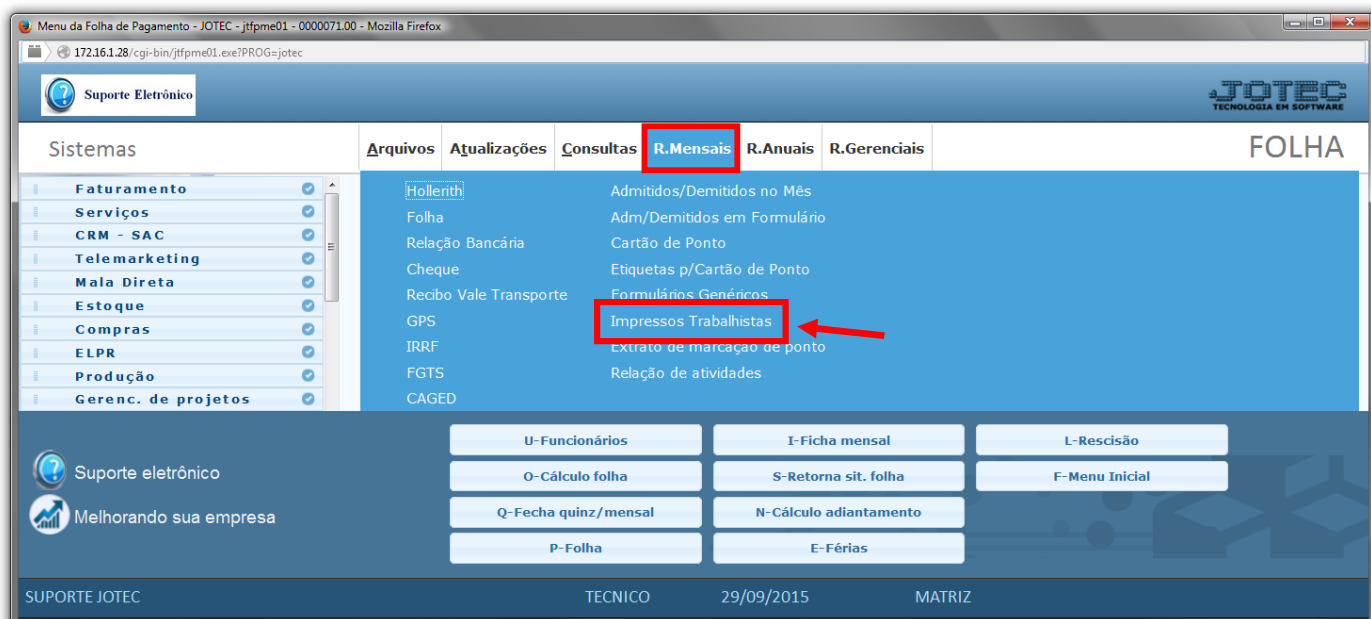 Menu da Folha de Pagamento - JOTEC - jtfpme01 - 0000071.00 - Mozilla Firefox
172.16.1.28/cgi-bin/jtfpme01.exe?PROG=jotec
Suporte Eletrônico
JOTEC
TECNOLOGIA EM SOFTWARE
Sistemas
Arquivos Atualizações Consultas R.Mensais R.Anuais R.Gerenciais
FOLHA
Faturamento
Serviços
CRM - SAC
Telemarketing
Mala Direta
Estoque
Compras
ELPR
Produção
Gerenc. de projetos
Hollerith
Folha
Relação Bancária
Cheque
Recibo Vale Transporte
GPS
IRRF
FGTS
CAGED
Admitidos/Demitidos no Mês
Adm/Demitidos em Formulário
Cartão de Ponto
Etiquetas p/Cartão de Ponto
Formulários Genéricos
Impressos Trabalhistas
Extrato de marcação de ponto
Relação de atividades
Suporte eletrônico
Melhorando sua empresa
U-Funcionários
I-Ficha mensal
L-Rescisão
O-Cálculo folha
S-Retorna sit. folha
F-Menu Inicial
Q-Fecha quinz/mensal
N-Cálculo adiantamento
P-Folha
E-Férias
SUPORTE JOTEC TECNICO 29/09/2015 MATRIZ